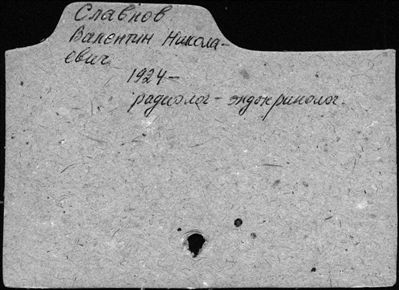 Славнов
Валентин Никола-
евич
1924-
радиолог-эндокринолог.